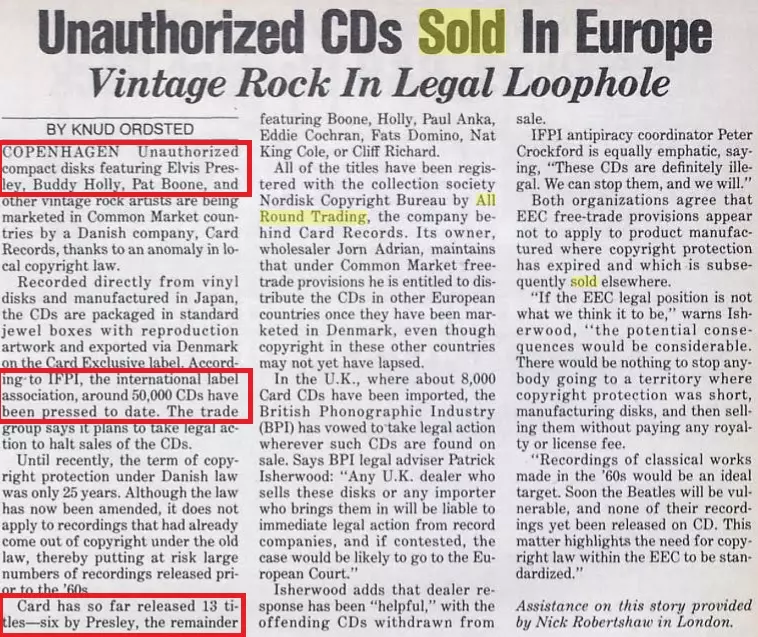 Unauthorized CDs Sold In Europe
Vintage Rock In Legal Loophole
BY KNUD ORDSTED
COPENHAGEN Unauthorized
compact disks featuring Elvis Pres-
ley, Buddy Holly, Pat Boone, and
other vintage rock artists are being
marketed in Common Market coun-
tries by a Danish company, Card
Records, thanks to an anomaly in lo-
cal copyright law.
Recorded directly from vinyl
disks and manufactured in Japan,
the CDs are packaged in standard
jewel boxes with reproduction
artwork and exported via Denmark
on the Card Exclusive label. Accord-
ing to IFPI, the international label
association, around 50,000 CDs have
been pressed to date. The trade
group says it plans to take legal ac-
tion to halt sales of the CDs.
Until recently, the term of copy-
right protection under Danish law
was only 25 years. Although the law
has now been amended, it does not
apply to recordings that had already
come out of copyright under the old
law, thereby putting at risk large
numbers of recordings released pri-
or to the '60s.
Card has so far released 13 ti-
tles—six by Presley, the remainder
featuring Boone, Holly, Paul Anka,
Eddie Cochran, Fats Domino, Nat
King Cole, or Cliff Richard.
All of the titles have been regis-
tered with the collection society
Nordisk Copyright Bureau by All
Round Trading, the company be-
hind Card Records. Its owner,
wholesaler Jorn Adrian, maintains
that under Common Market free-
trade provisions he is entitled to dis-
tribute the CDs in other European
countries once they have been mar-
keted in Denmark, even though
copyright in these other countries
may not yet have lapsed.
In the U.K., where about 8,000
Card CDs have been imported, the
British Phonographic Industry
(BPI) has vowed to take legal action
wherever such CDs are found on
sale. Says BPI legal adviser Patrick
Isherwood: "Any U.K. dealer who
sells these disks or any importer
who brings them in will be liable to
immediate legal action from record
companies, and if contested, the
case would be likely to go to the Eu-
ropean Court."
Isherwood adds that dealer re-
sponse has been "helpful," with the
offending CDs withdrawn from
sale.
IFPI antipiracy coordinator Peter
Crockford is equally emphatic, say-
ing, "These CDs are definitely ille-
gal. We can stop them, and we will."
Both organizations agree that
EEC free-trade provisions appear
not to apply to product manufac-
tured where copyright protection
has expired and which is subse-
quently sold elsewhere.
"If the EEC legal position is not
what we think it to be," warns Ish-
erwood, "the potential conse-
quences would be considerable.
There would be nothing to stop any-
body going to a territory where
copyright protection was short,
manufacturing disks, and then sell-
ing them without paying any royal-
ty or license fee.
"Recordings of classical works
made in the '60s would be an ideal
target. Soon the Beatles will be vul-
nerable, and none of their record-
ings yet been released on CD. This
matter highlights the need for copy-
right law within the EEC to be stan-
dardized."
Assistance on this story provided
by Nick Robertshaw in London.